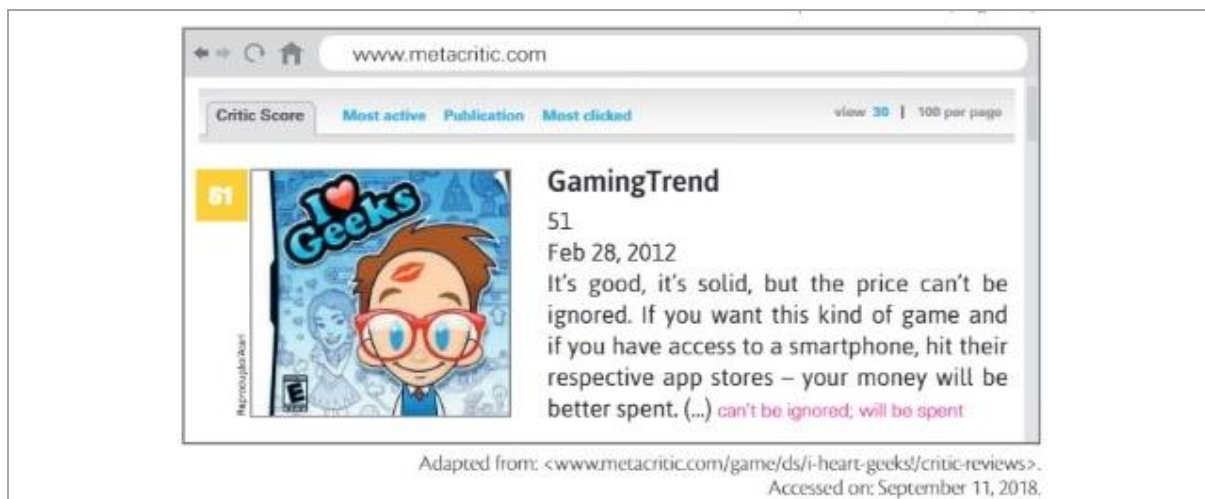 www.metacritic.com
Critic Score Most active Publication Most clicked view 30 | 100 per page
51
I
Geeks
E
Reprodução/Atari
GamingTrend
51
Feb 28, 2012
It's good, it's solid, but the price can't be
ignored. If you want this kind of game and
if you have access to a smartphone, hit their
respective app stores – your money will be
better spent. (...) can't be ignored; will be spent
Adapted from: <www.metacritic.com/game/ds/i-heart-geeks!/critic-reviews>.
Accessed on: September 11, 2018.